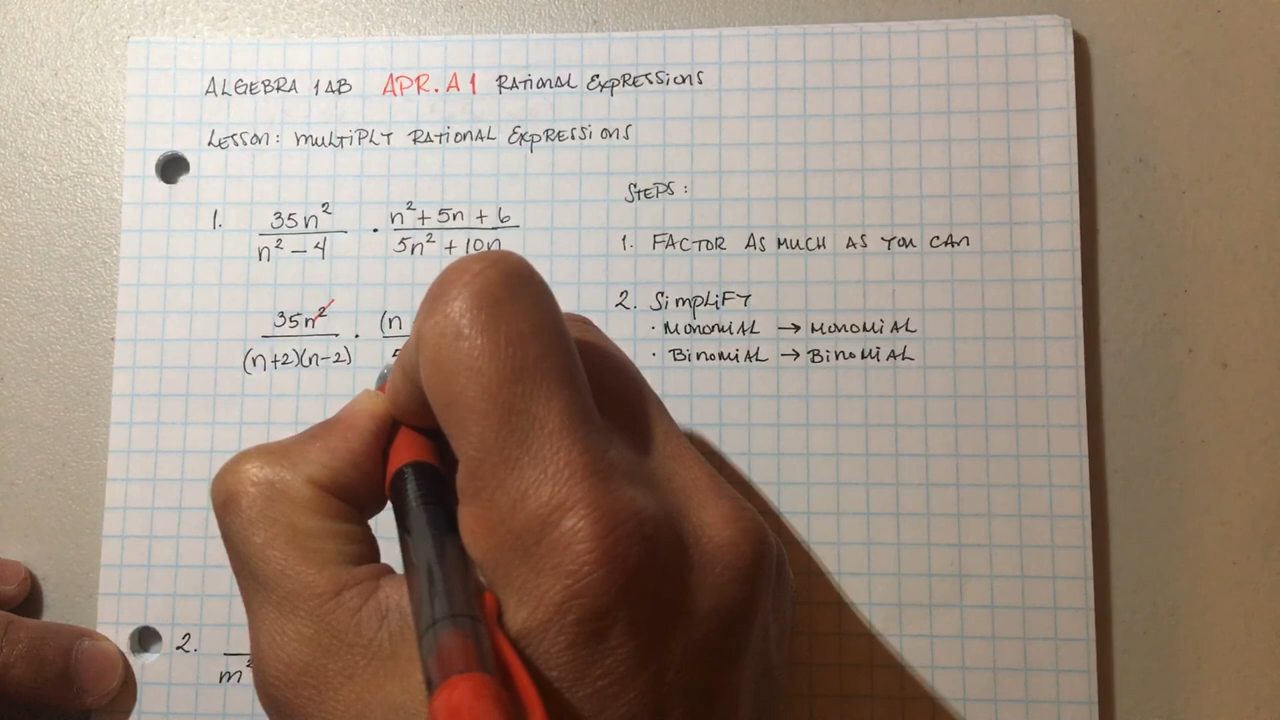 ALGEBRA 1AB APR.A1 RATIONAL EXPRESSIONS
LESSON: MULTIPLY RATIONAL EXPRESSIONS
STEPS:
1. 35n² / n² − 4 · n² + 5n + 6 / 5n² + 10n
1. FACTOR AS MUCH AS YOU CAN
2. SIMPLIFY
· MONOMIAL → MONOMIAL
· BINOMIAL → BINOMIAL
35n² / (n+2)(n−2) · (n
2.
m²